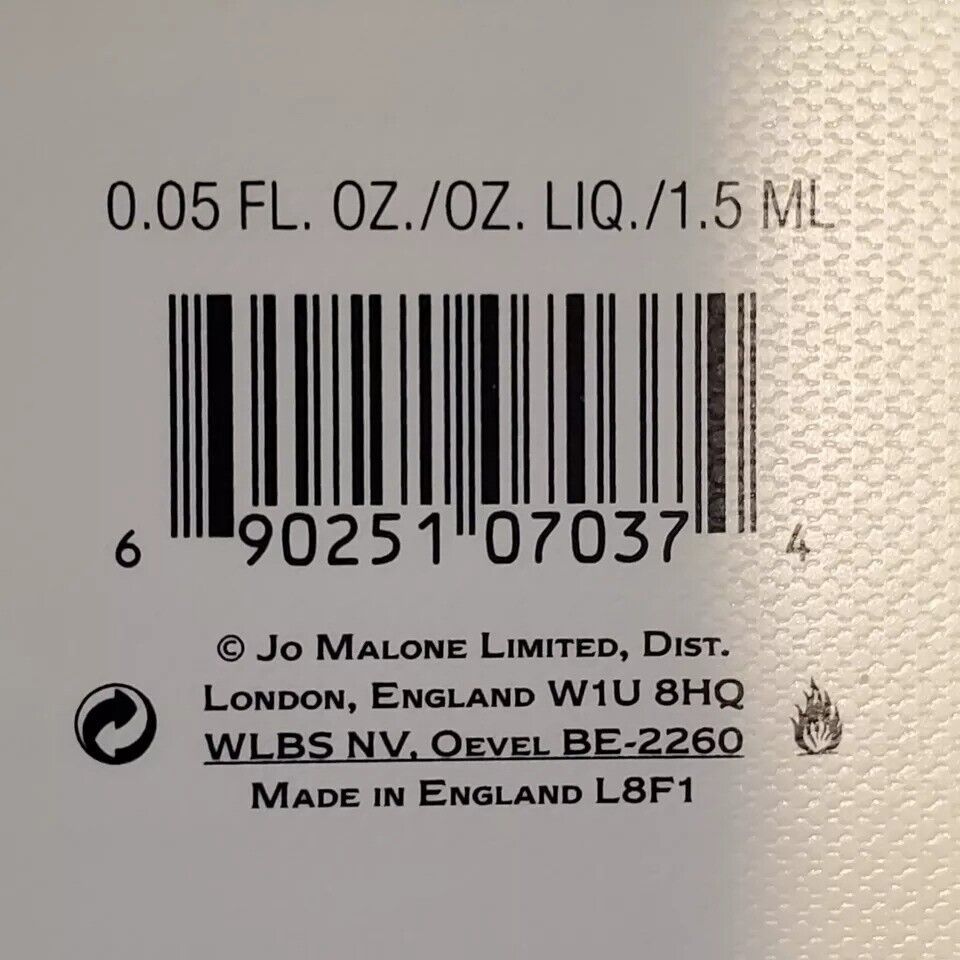 0.05 FL. OZ./OZ. LIQ./1.5 ML
6 90251 07037 4
© JO MALONE LIMITED, DIST.
LONDON, ENGLAND W1U 8HQ
WLBS NV, OEVEL BE-2260
MADE IN ENGLAND L8F1